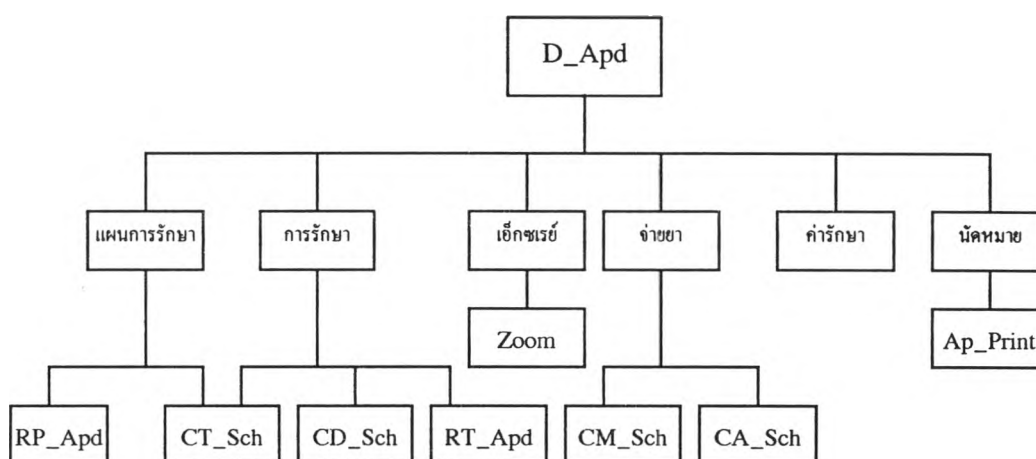 D_Apd
แผนการรักษา
การรักษา
เอ็กซเรย์
จ่ายยา
ค่ารักษา
นัดหมาย
Zoom
Ap_Print
RP_Apd
CT_Sch
CD_Sch
RT_Apd
CM_Sch
CA_Sch